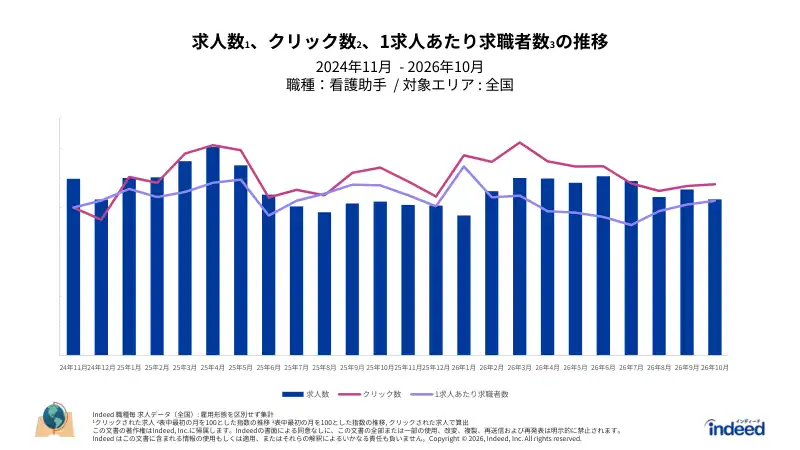 求人数1、クリック数2、1求人あたり求職者数3の推移
2024年11月 - 2026年10月
職種：看護助手 / 対象エリア : 全国
24年11月 24年12月 25年1月 25年2月 25年3月 25年4月 25年5月 25年6月 25年7月 25年8月 25年9月 25年10月 25年11月 25年12月 26年1月 26年2月 26年3月 26年4月 26年5月 26年6月 26年7月 26年8月 26年9月 26年10月
求人数 クリック数 1求人あたり求職者数
Indeed 職種毎 求人データ（全国）: 雇用形態を区別せず集計
¹クリックされた求人 ²表中最初の月を100とした指数の推移 ³表中最初の月を100とした指数の推移, クリックされた求人で算出
この文書の著作権はIndeed, Inc.に帰属します。Indeedの書面による同意なしに、この文書の全部または一部の使用、改変、複製、再送信および再発表は明示的に禁止されます。
Indeed はこの文書に含まれる情報の使用もしくは適用、またはそれらの解釈によるいかなる責任も負いません。Copyright © 2026, Indeed, Inc. All rights reserved.
インディード
indeed